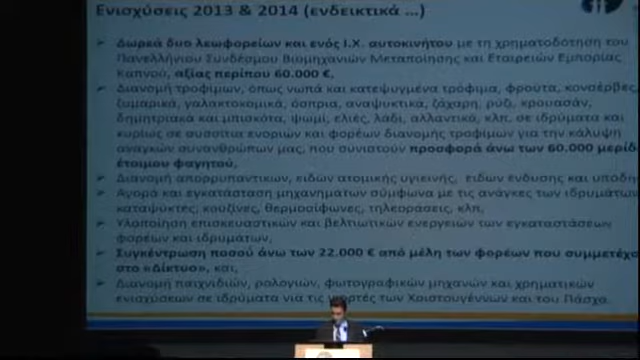 Ενισχύσεις 2013 & 2014 (ενδεικτικά ...)
Δωρεά δυο λεωφορείων και ενός Ι.Χ. αυτοκινήτου με τη χρηματοδότηση του
Πανελλήνιου Συνδέσμου Βιομηχανιών Μεταποίησης και Εταιρειών Εμπορίας
Καπνού, αξίας περίπου 60.000 €,
Διανομή τροφίμων, όπως νωπά και κατεψυγμένα τρόφιμα, φρούτα, κονσέρβες,
ζυμαρικά, γαλακτοκομικά, όσπρια, αναψυκτικά, ζάχαρη, ρύζι, κρουασάν,
δημητριακά και μπισκότα, ψωμί, ελιές, λάδι, αλλαντικά, κλπ. σε ιδρύματα και
κυρίως σε συσσίτια ενοριών και φορέων διανομής τροφίμων για την κάλυψη
αναγκών συνανθρώπων μας, που συνιστούν προσφορά άνω των 60.000 μερίδ
έτοιμου φαγητού,
Διανομή απορρυπαντικών, ειδών ατομικής υγιεινής, ειδών ένδυσης και υπόδησ
Αγορά και εγκατάσταση μηχανημάτων σύμφωνα με τις ανάγκες των ιδρυμάτων
καταψύκτες, κουζίνες, θερμοσίφωνες, τηλεοράσεις, κλπ,
Υλοποίηση επισκευαστικών και βελτιωτικών ενεργειών των εγκαταστάσεων
φορέων και ιδρυμάτων,
Συγκέντρωση ποσού άνω των 22.000 € από μέλη των φορέων που συμμετέχο
στο «Δίκτυο», και,
Διανομή παιχνιδιών, ρολογιών, φωτογραφικών μηχανών και χρηματικών
ενισχύσεων σε ιδρύματα για τις γιορτές των Χριστουγέννων και του Πάσχα.